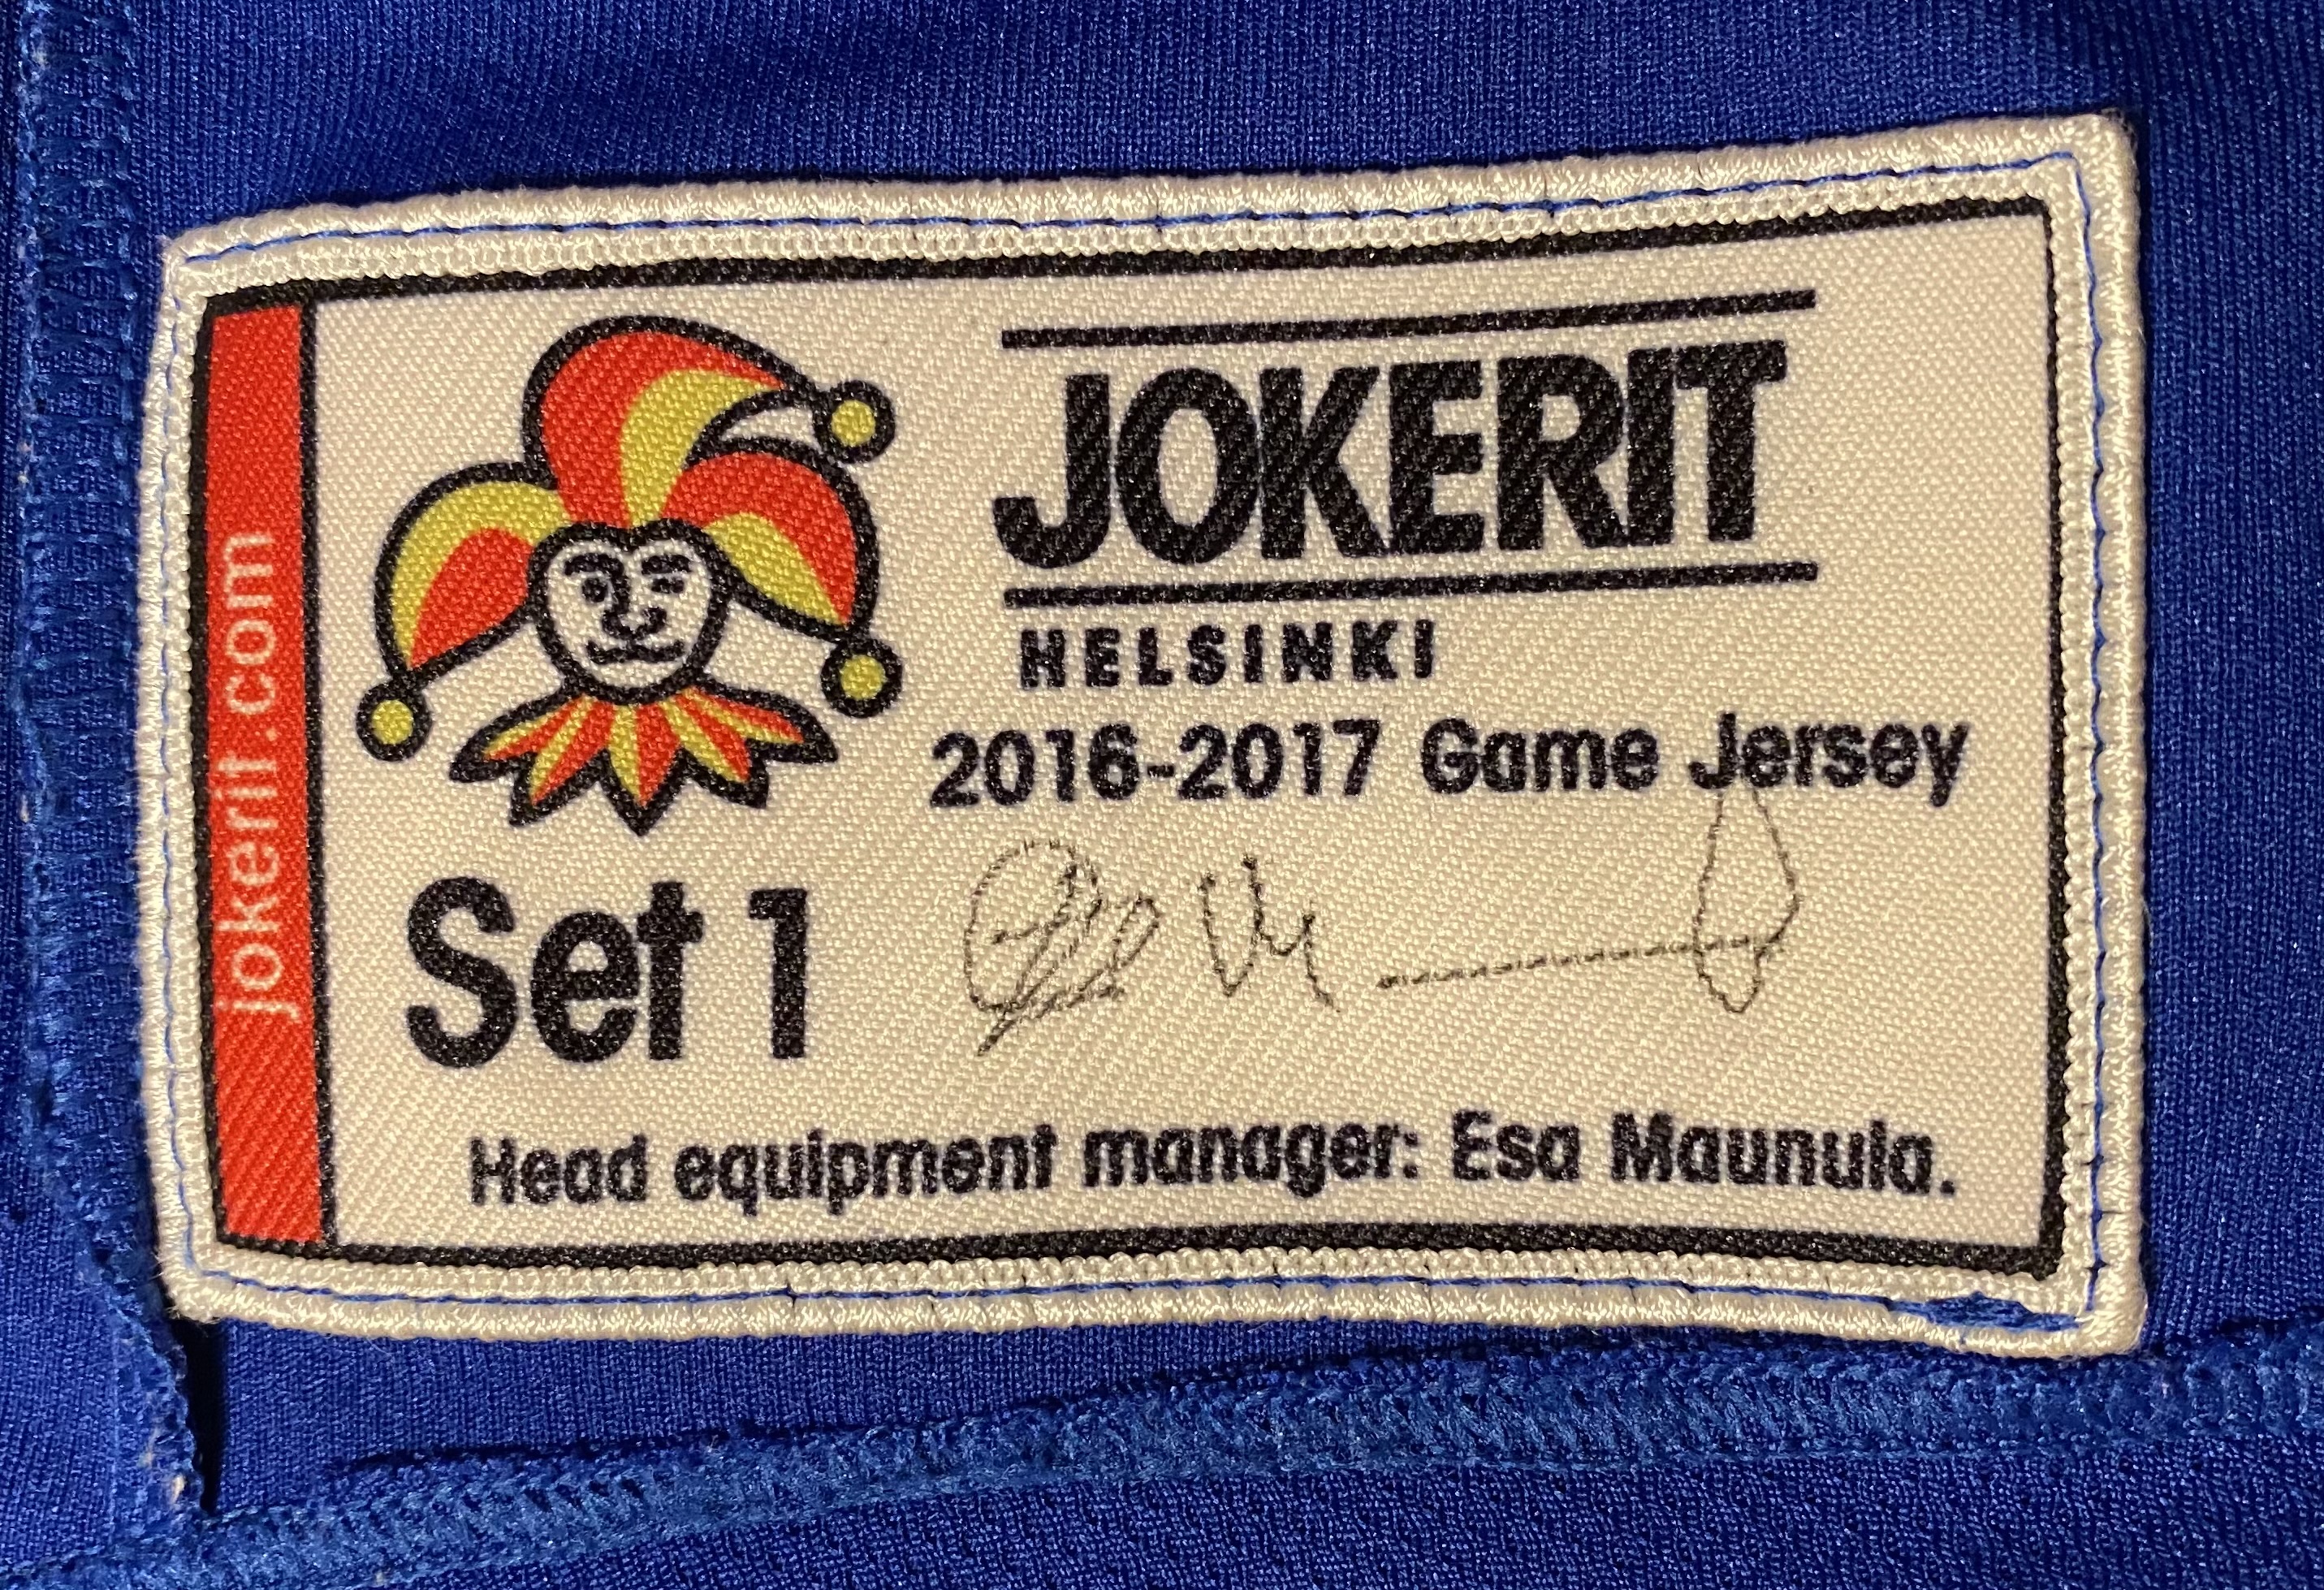 jokerit.com
JOKERIT
HELSINKI
2016-2017 Game Jersey
Set 1
Head equipment manager: Esa Maunula.